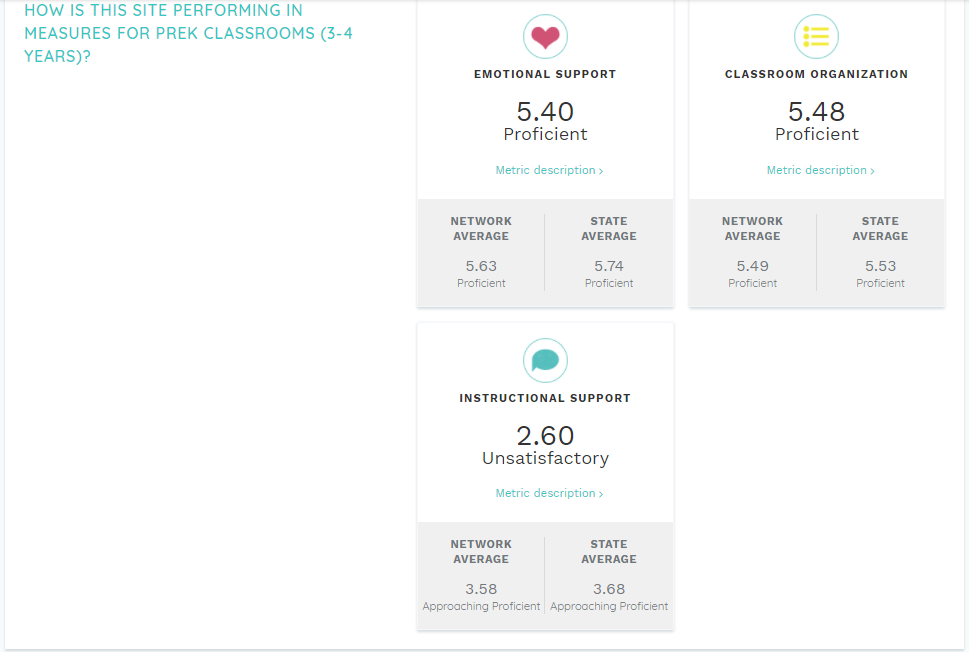 HOW IS THIS SITE PERFORMING IN
MEASURES FOR PREK CLASSROOMS (3-4
YEARS)?
EMOTIONAL SUPPORT
5.40
Proficient
Metric description ›
NETWORK
AVERAGE
5.63
Proficient
STATE
AVERAGE
5.74
Proficient
CLASSROOM ORGANIZATION
5.48
Proficient
Metric description ›
NETWORK
AVERAGE
5.49
Proficient
STATE
AVERAGE
5.53
Proficient
INSTRUCTIONAL SUPPORT
2.60
Unsatisfactory
Metric description ›
NETWORK
AVERAGE
3.58
Approaching Proficient
STATE
AVERAGE
3.68
Approaching Proficient